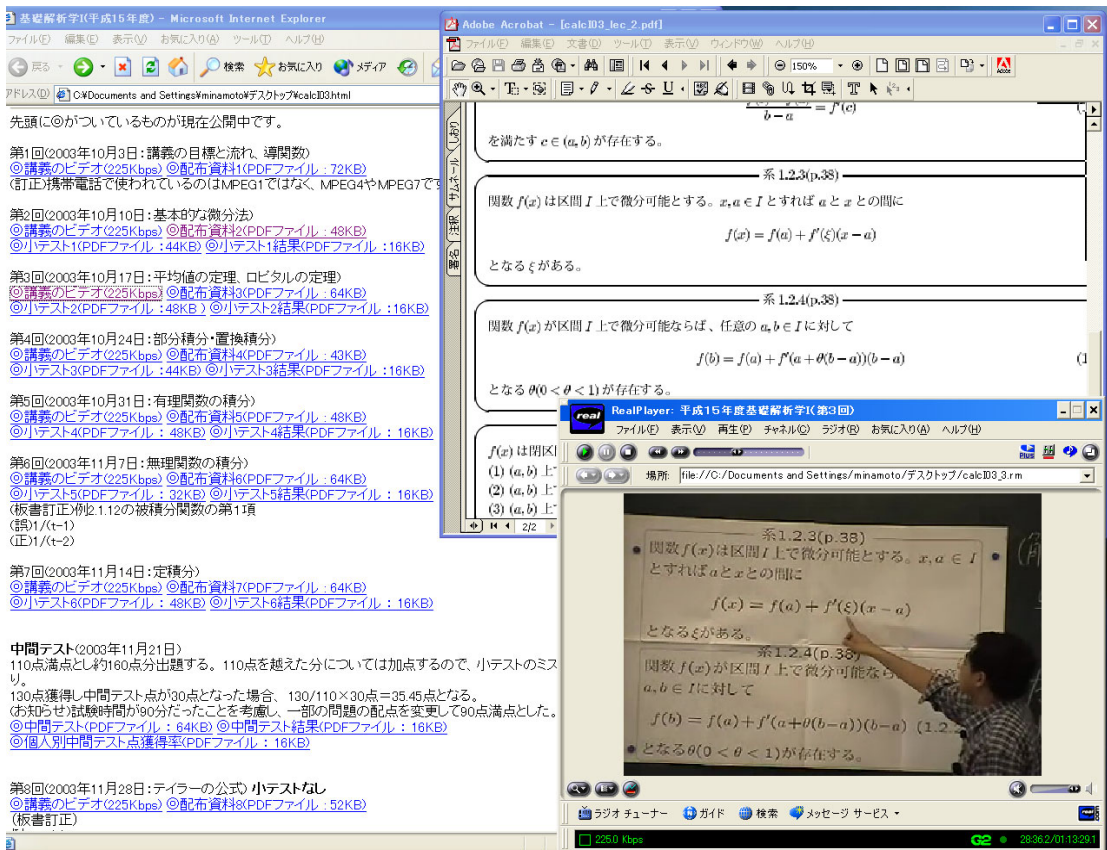 基礎解析学I(平成15年度) - Microsoft Internet Explorer
ファイル(F) 編集(E) 表示(V) お気に入り(A) ツール(T) ヘルプ(H)
戻る 検索 お気に入り メディア
アドレス(D) C:¥Documents and Settings¥minamoto¥デスクトップ¥calcID3.html
先頭に◎がついているものが現在公開中です。
第1回(2003年10月3日:講義の目標と流れ、導関数)
◎講義のビデオ(225Kbps) ◎配布資料1(PDFファイル : 72KB)
(訂正)携帯電話で使われているのはMPEG1ではなく、MPEG4やMPEG7で
第2回(2003年10月10日:基本的な微分法)
◎講義のビデオ(225Kbps) ◎配布資料2(PDFファイル : 48KB)
◎小テスト1(PDFファイル :44KB) ◎小テスト1結果(PDFファイル :16KB)
第3回(2003年10月17日:平均値の定理、ロピタルの定理)
◎講義のビデオ(225Kbps) ◎配布資料3(PDFファイル : 64KB)
◎小テスト2(PDFファイル :48KB ) ◎小テスト2結果(PDFファイル :16KB)
第4回(2003年10月24日:部分積分・置換積分)
◎講義のビデオ(225Kbps) ◎配布資料4(PDFファイル : 43KB)
◎小テスト3(PDFファイル :44KB) ◎小テスト3結果(PDFファイル :16KB)
第5回(2003年10月31日:有理関数の積分)
◎講義のビデオ(225Kbps) ◎配布資料5(PDFファイル : 48KB)
◎小テスト4(PDFファイル : 48KB) ◎小テスト4結果(PDFファイル : 16KB)
第6回(2003年11月7日:無理関数の積分)
◎講義のビデオ(225Kbps) ◎配布資料6(PDFファイル : 64KB)
◎小テスト5(PDFファイル : 32KB) ◎小テスト5結果(PDFファイル : 16KB)
(板書訂正)例2.1.12の被積分関数の第1項
(誤)1/(t-1)
(正)1/(t-2)
第7回(2003年11月14日:定積分)
◎講義のビデオ(225Kbps) ◎配布資料7(PDFファイル : 64KB)
◎小テスト6(PDFファイル : 48KB) ◎小テスト6結果(PDFファイル : 16KB)
中間テスト(2003年11月21日)
110点満点とし約160点分出題する。110点を越えた分については加点するので、小テストのミス
り。
130点獲得し中間テスト点が30点となった場合、130/110×30点=35.45点となる。
(お知らせ)試験時間が90分だったことを考慮し、一部の問題の配点を変更して90点満点とした。
◎中間テスト(PDFファイル : 64KB) ◎中間テスト結果(PDFファイル : 16KB)
◎個人別中間テスト点獲得率(PDFファイル : 16KB)
第8回(2003年11月28日:テイラーの公式) 小テストなし
◎講義のビデオ(225Kbps) ◎配布資料8(PDFファイル : 52KB)
(板書訂正)
Adobe Acrobat - [calcID3_lec_2.pdf]
ファイル(F) 編集(E) 文書(D) ツール(T) 表示(V) ウィンドウ(W) ヘルプ(H)
150%
Adobe
しおり
サムネール
注釈
署名
b-a = f'(c)
を満たす c ∈ (a, b) が存在する。
系 1.2.3(p.38)
関数 f(x) は区間 I 上で微分可能とする。x, a ∈ I とすれば a と x との間に
f(x) = f(a) + f'(ξ)(x - a)
となる ξ がある。
系 1.2.4(p.38)
関数 f(x) が区間 I 上で微分可能ならば、任意の a, b ∈ I に対して
f(b) = f(a) + f'(a + θ(b - a))(b - a) (1
となる θ(0 < θ < 1) が存在する。
f(x) は閉区
(1) (a, b) 上
(2) (a, b) 上
(3) (a, b) 上
2/2
real
RealPlayer: 平成15年度基礎解析学I(第3回)
ファイル(F) 表示(V) 再生(P) チャネル(C) ラジオ(R) お気に入り(A) ヘルプ(H)
PLUS
場所: file://C:/Documents and Settings/minamoto/デスクトップ/calcID3_3.rm
系1.2.3(p.38)
関数f(x)は区間I上で微分可能とする。x, a ∈ I
とすればaとxとの間に
f(x) = f(a) + f'(ξ)(x - a)
となるξがある。
系1.2.4(p.38)
関数f(x)が区間I上で微分可能なら
a, b ∈ Iに対して
f(b) = f(a) + f'(a+θ(b-a))(b-a) (1.2.
となるθ(0 < θ < 1)が存在する。
ラジオ チューナー ガイド 検索 メッセージ サービス
real
225.0 Kbps G2 28:36.2/01:13:29.1